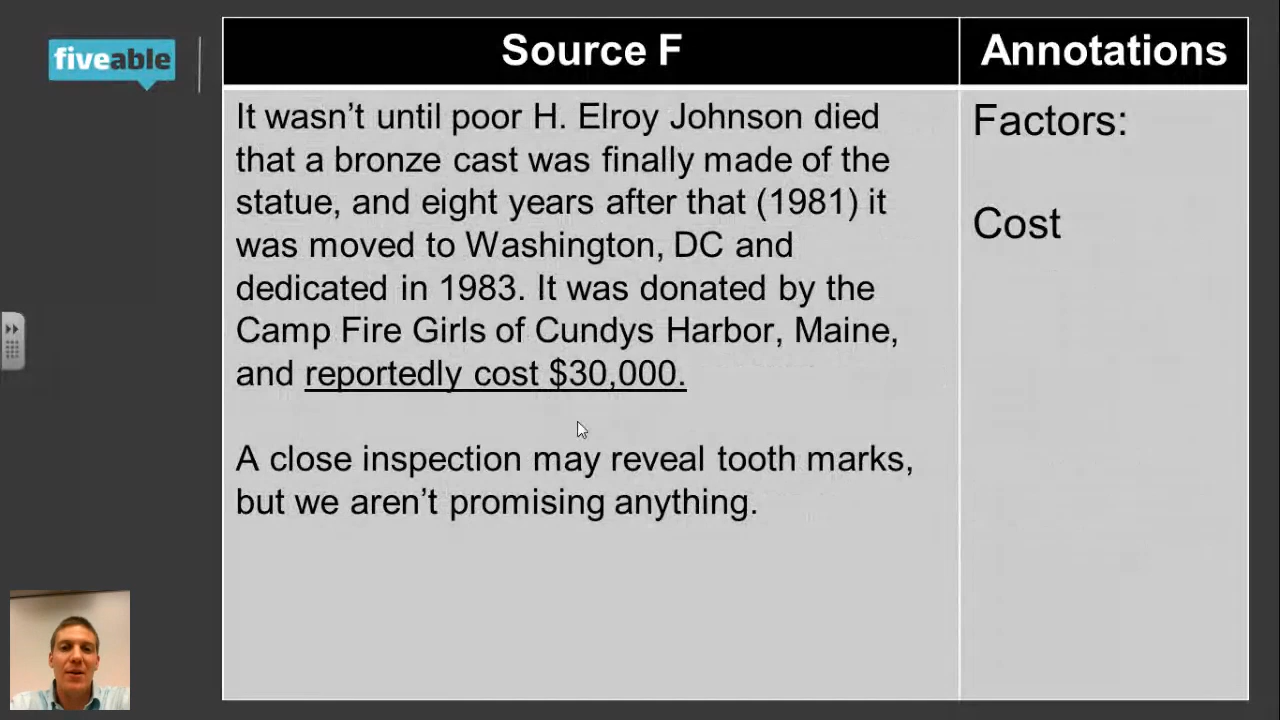 fiveable
Source F
Annotations
It wasn’t until poor H. Elroy Johnson died
that a bronze cast was finally made of the
statue, and eight years after that (1981) it
was moved to Washington, DC and
dedicated in 1983. It was donated by the
Camp Fire Girls of Cundys Harbor, Maine,
and reportedly cost $30,000.
A close inspection may reveal tooth marks,
but we aren’t promising anything.
Factors:
Cost